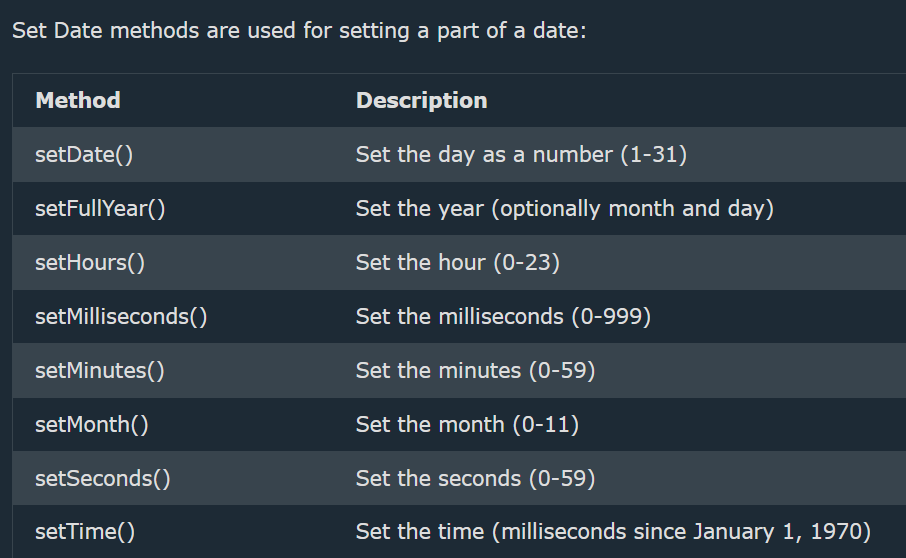 Set Date methods are used for setting a part of a date:
Method Description
setDate() Set the day as a number (1-31)
setFullYear() Set the year (optionally month and day)
setHours() Set the hour (0-23)
setMilliseconds() Set the milliseconds (0-999)
setMinutes() Set the minutes (0-59)
setMonth() Set the month (0-11)
setSeconds() Set the seconds (0-59)
setTime() Set the time (milliseconds since January 1, 1970)